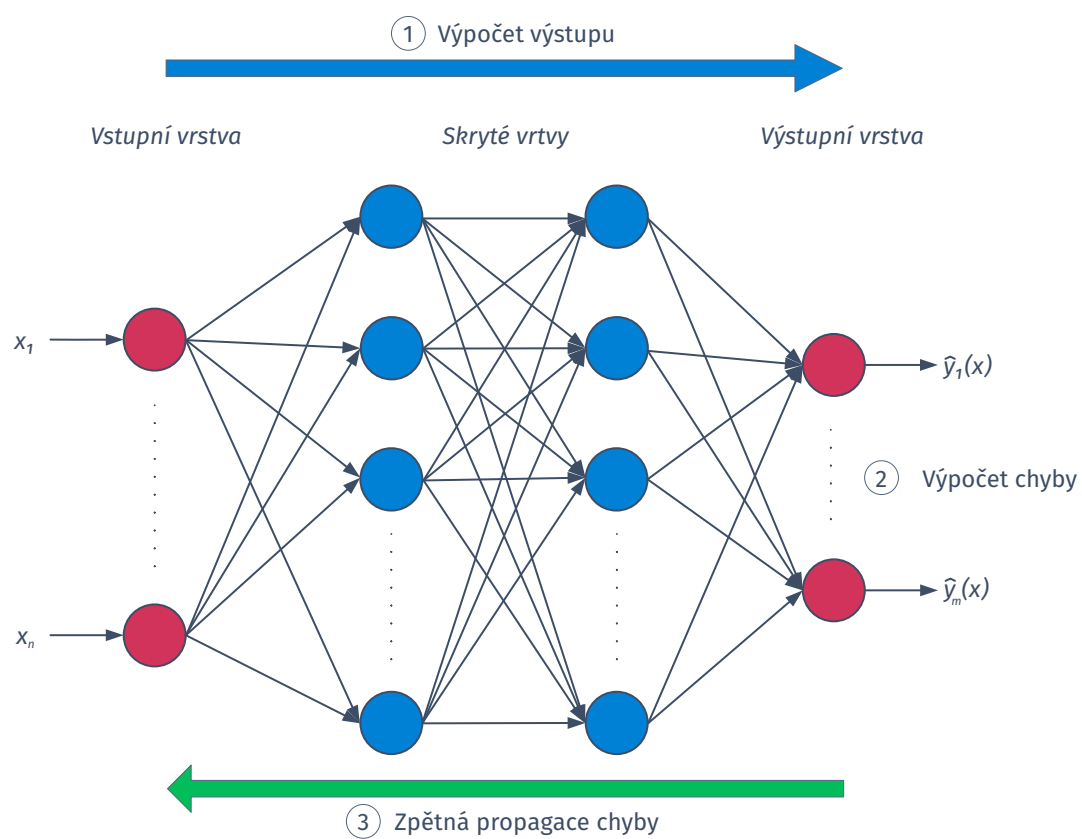 1 Výpočet výstupu
Vstupní vrstva
Skryté vrtvy
Výstupní vrstva
x₁
ŷ₁(x)
2 Výpočet chyby
xₙ
ŷₘ(x)
3 Zpětná propagace chyby